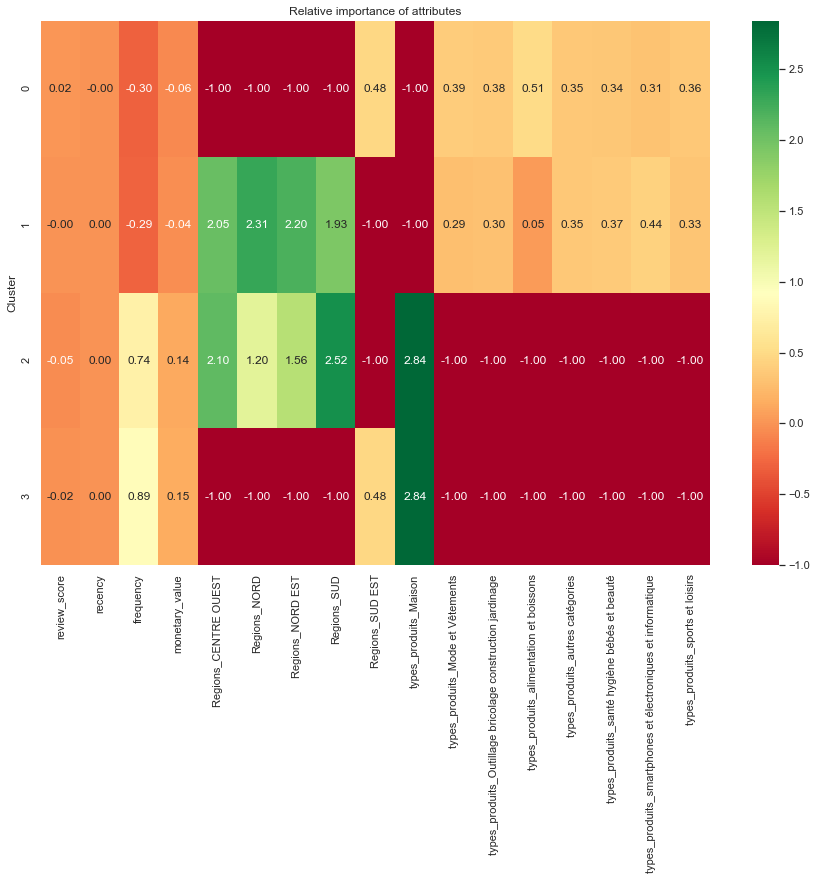 Relative importance of attributes
0.02 -0.00 -0.30 -0.06 -1.00 -1.00 -1.00 -1.00 0.48 -1.00 0.39 0.38 0.51 0.35 0.34 0.31 0.36
-0.00 0.00 -0.29 -0.04 2.05 2.31 2.20 1.93 -1.00 -1.00 0.29 0.30 0.05 0.35 0.37 0.44 0.33
-0.05 0.00 0.74 0.14 2.10 1.20 1.56 2.52 -1.00 2.84 -1.00 -1.00 -1.00 -1.00 -1.00 -1.00 -1.00
-0.02 0.00 0.89 0.15 -1.00 -1.00 -1.00 -1.00 0.48 2.84 -1.00 -1.00 -1.00 -1.00 -1.00 -1.00 -1.00
Cluster
0
1
2
3
review_score
recency
frequency
monetary_value
Regions_CENTRE OUEST
Regions_NORD
Regions_NORD EST
Regions_SUD
Regions_SUD EST
types_produits_Maison
types_produits_Mode et Vêtements
types_produits_Outillage bricolage construction jardinage
types_produits_alimentation et boissons
types_produits_autres catégories
types_produits_santé hygiène bébés et beauté
types_produits_smartphones et électroniques et informatique
types_produits_sports et loisirs
2.5
2.0
1.5
1.0
0.5
0.0
−0.5
−1.0